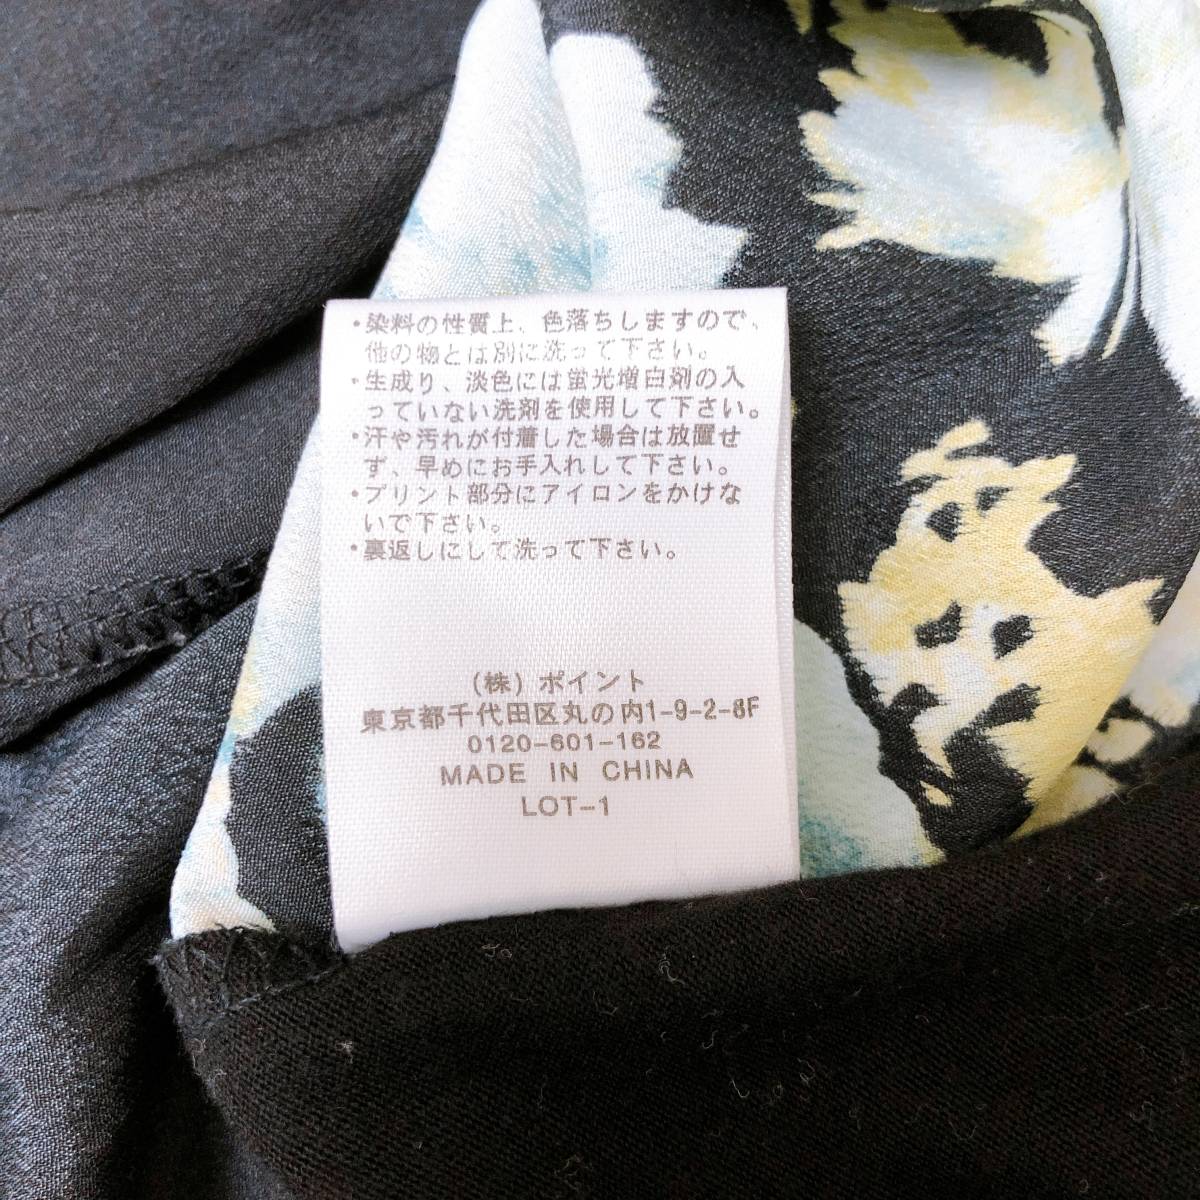 ・染料の性質上、色落ちしますので、
他の物とは別に洗って下さい。
・生成り、淡色には蛍光増白剤の入
っていない洗剤を使用して下さい。
・汗や汚れが付着した場合は放置せ
ず、早めにお手入れして下さい。
・プリント部分にアイロンをかけな
いで下さい。
・裏返しにして洗って下さい。
(株) ポイント
東京都千代田区丸の内1-9-2-8F
0120-601-162
MADE IN CHINA
LOT-1